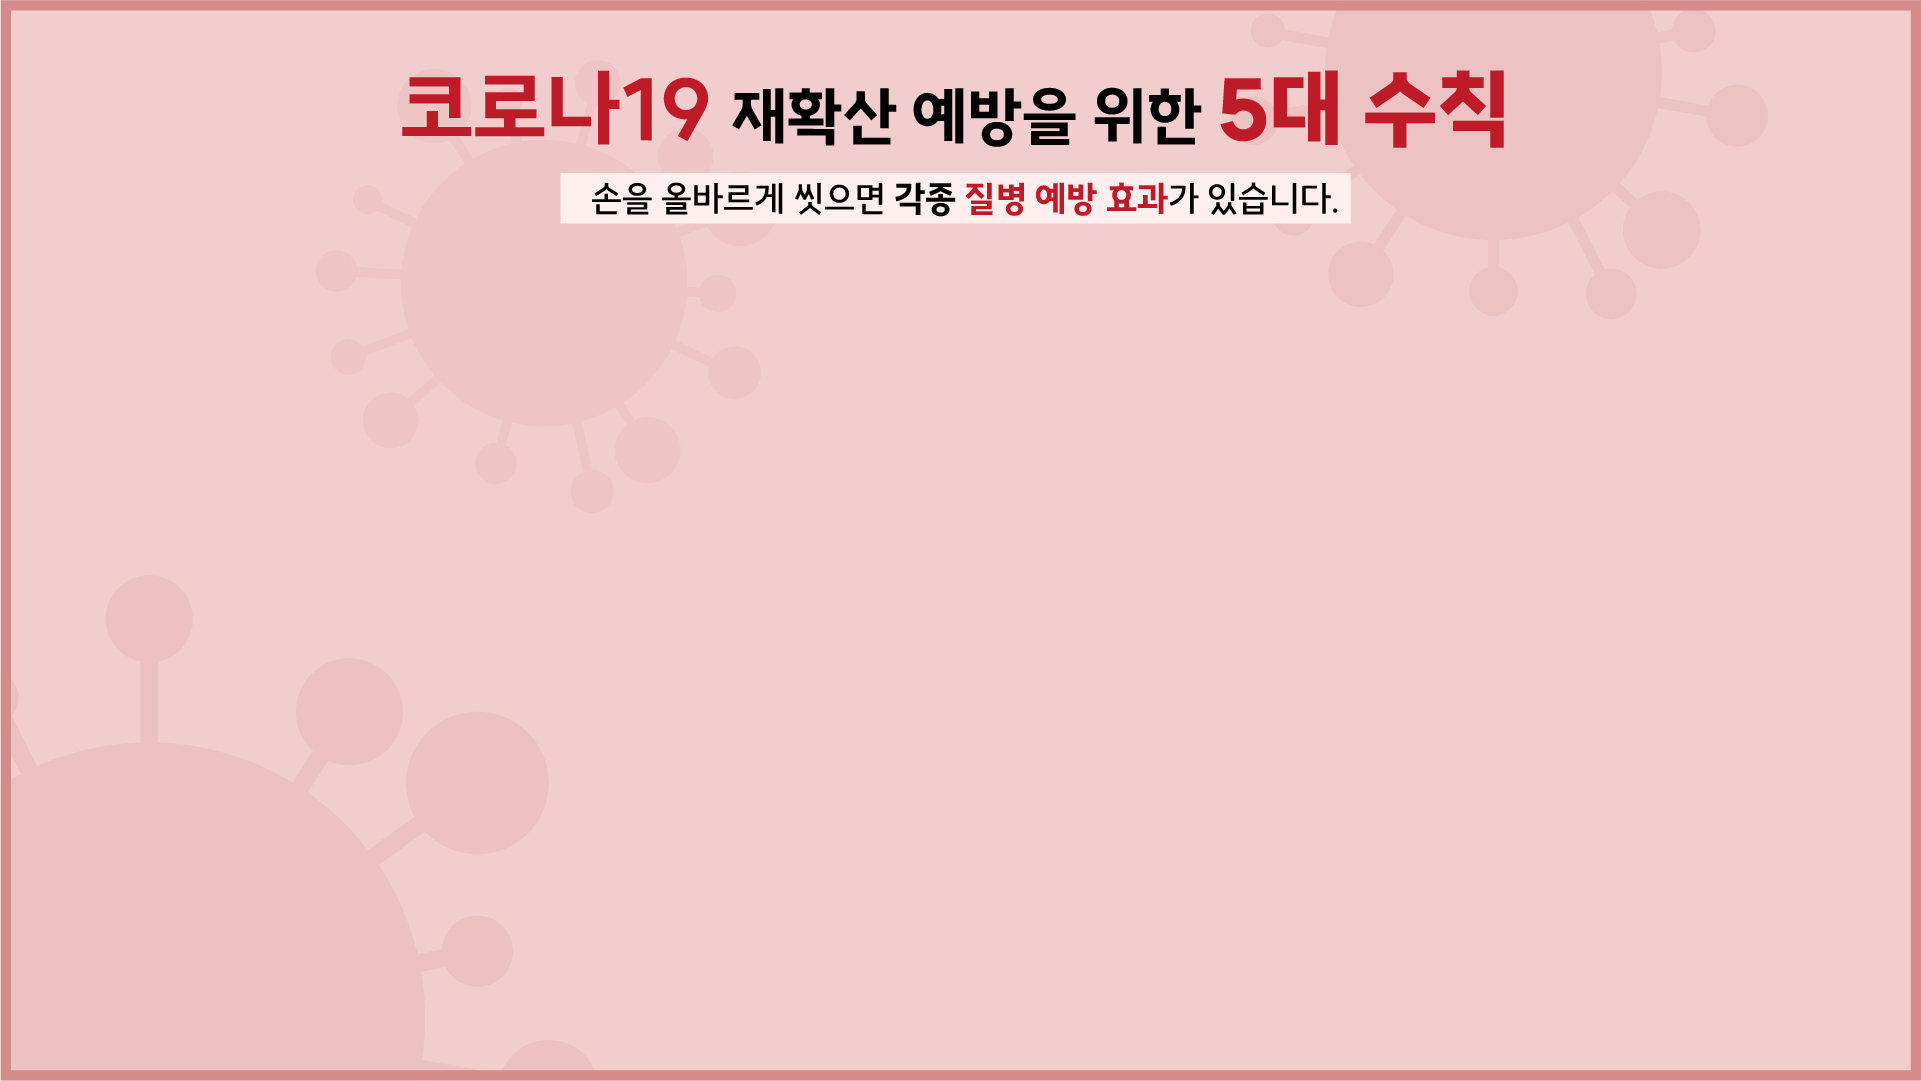 코로나19 재확산 예방을 위한 5대 수칙
손을 올바르게 씻으면 각종 질병 예방 효과가 있습니다.